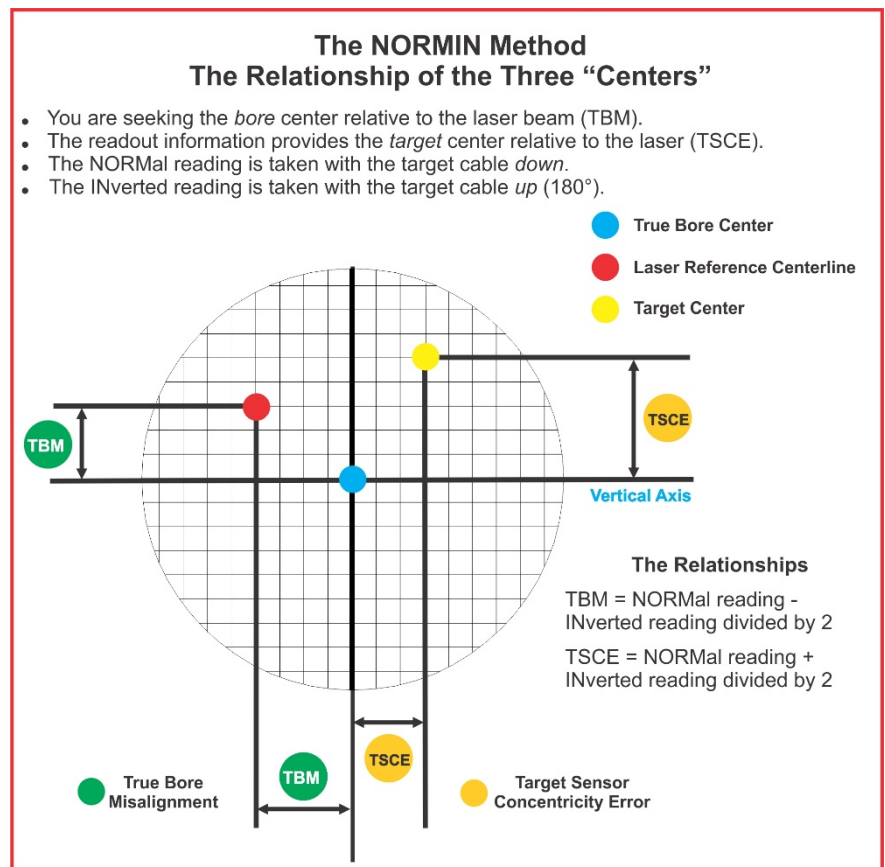 The NORMIN Method
The Relationship of the Three “Centers”
• You are seeking the bore center relative to the laser beam (TBM).
• The readout information provides the target center relative to the laser (TSCE).
• The NORMal reading is taken with the target cable down.
• The INverted reading is taken with the target cable up (180°).
True Bore Center
Laser Reference Centerline
Target Center
TBM
TSCE
Vertical Axis
The Relationships
TBM = NORMal reading -
INverted reading divided by 2
TSCE = NORMal reading +
INverted reading divided by 2
TSCE
TBM
True Bore
Misalignment
Target Sensor
Concentricity Error